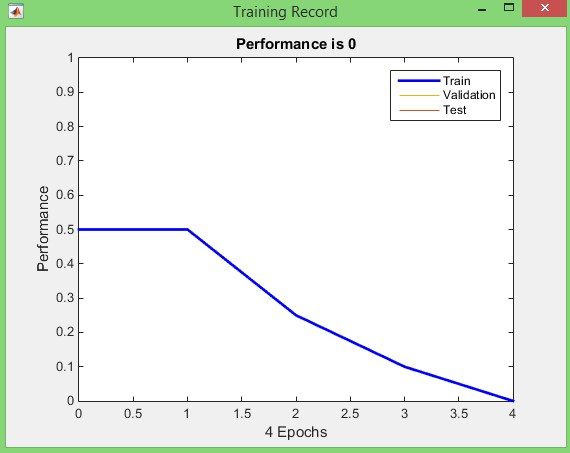 Training Record
Performance is 0
1
0.9
0.8
0.7
0.6
0.5
0.4
0.3
0.2
0.1
0
Performance
Train
Validation
Test
0 0.5 1 1.5 2 2.5 3 3.5 4
4 Epochs